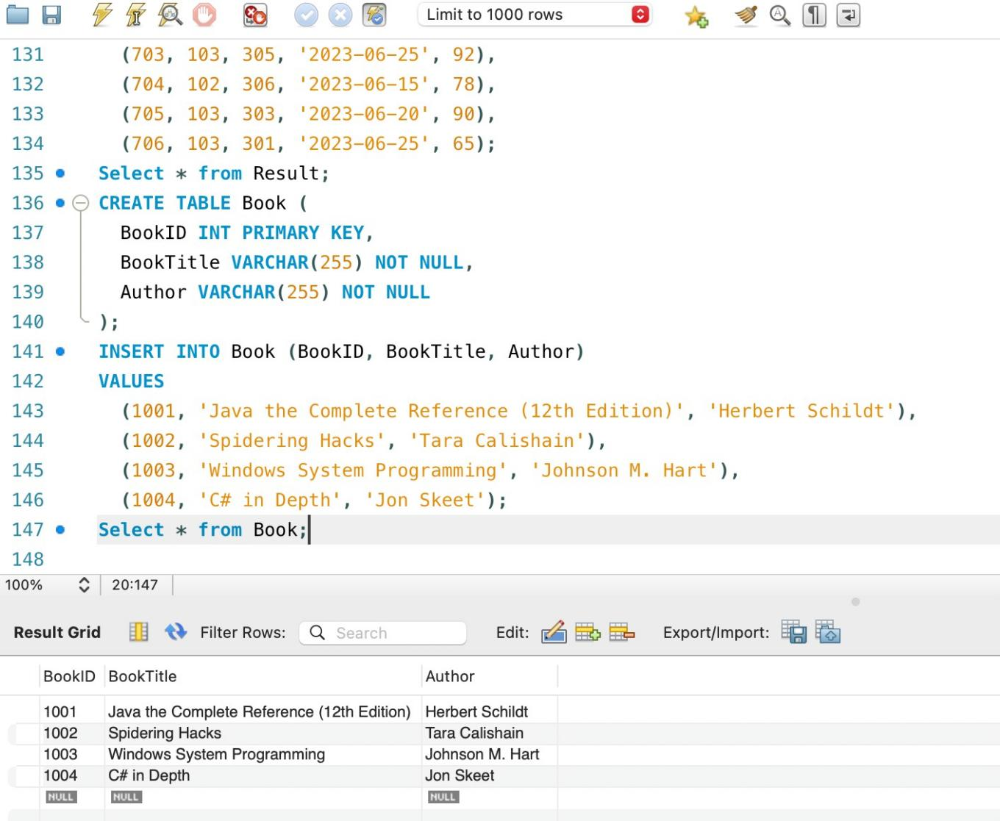 Limit to 1000 rows
131 (703, 103, 305, '2023-06-25', 92),
132 (704, 102, 306, '2023-06-15', 78),
133 (705, 103, 303, '2023-06-20', 90),
134 (706, 103, 301, '2023-06-25', 65);
135 Select * from Result;
136 CREATE TABLE Book (
137 BookID INT PRIMARY KEY,
138 BookTitle VARCHAR(255) NOT NULL,
139 Author VARCHAR(255) NOT NULL
140 );
141 INSERT INTO Book (BookID, BookTitle, Author)
142 VALUES
143 (1001, 'Java the Complete Reference (12th Edition)', 'Herbert Schildt'),
144 (1002, 'Spidering Hacks', 'Tara Calishain'),
145 (1003, 'Windows System Programming', 'Johnson M. Hart'),
146 (1004, 'C# in Depth', 'Jon Skeet');
147 Select * from Book;
148
100% 20:147
Result Grid Filter Rows: Search Edit: Export/Import:
BookID BookTitle Author
1001 Java the Complete Reference (12th Edition) Herbert Schildt
1002 Spidering Hacks Tara Calishain
1003 Windows System Programming Johnson M. Hart
1004 C# in Depth Jon Skeet
NULL NULL NULL